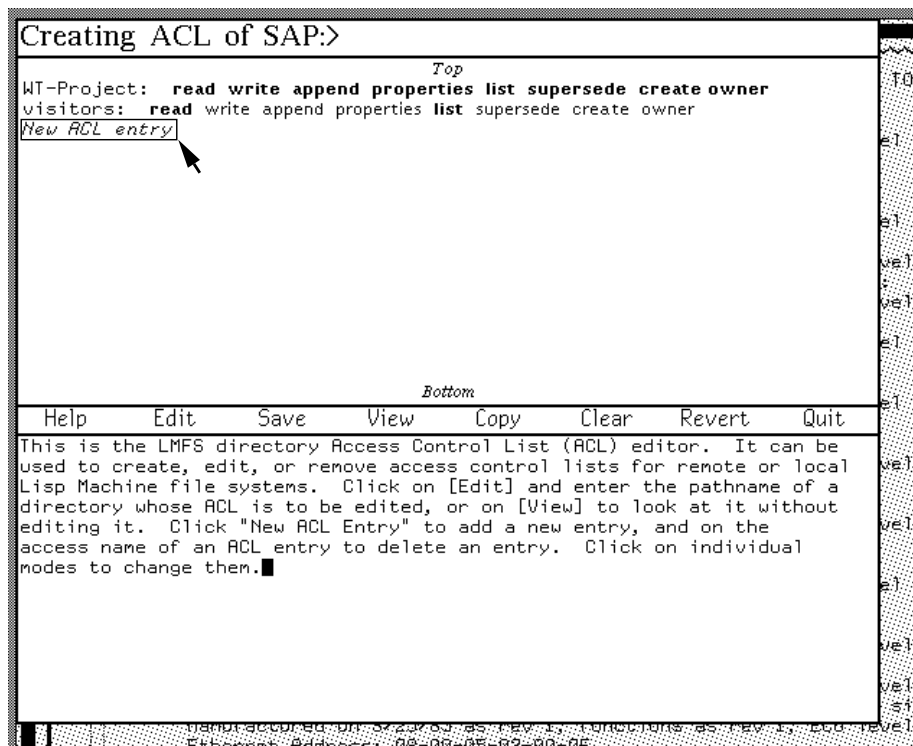 Creating ACL of SAP:>
Top
WT-Project: read write append properties list supersede create owner
visitors: read write append properties list supersede create owner
New ACL entry
Bottom
Help Edit Save View Copy Clear Revert Quit
This is the LMFS directory Access Control List (ACL) editor. It can be
used to create, edit, or remove access control lists for remote or local
Lisp Machine file systems. Click on [Edit] and enter the pathname of a
directory whose ACL is to be edited, or on [View] to look at it without
editing it. Click "New ACL Entry" to add a new entry, and on the
access name of an ACL entry to delete an entry. Click on individual
modes to change them.